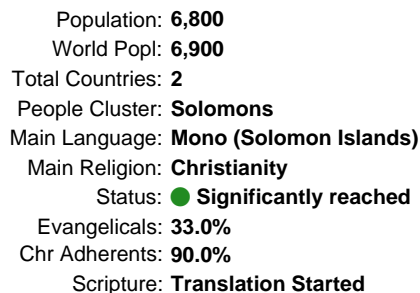 Population: 6,800
World Popl: 6,900
Total Countries: 2
People Cluster: Solomons
Main Language: Mono (Solomon Islands)
Main Religion: Christianity
Status: Significantly reached
Evangelicals: 33.0%
Chr Adherents: 90.0%
Scripture: Translation Started